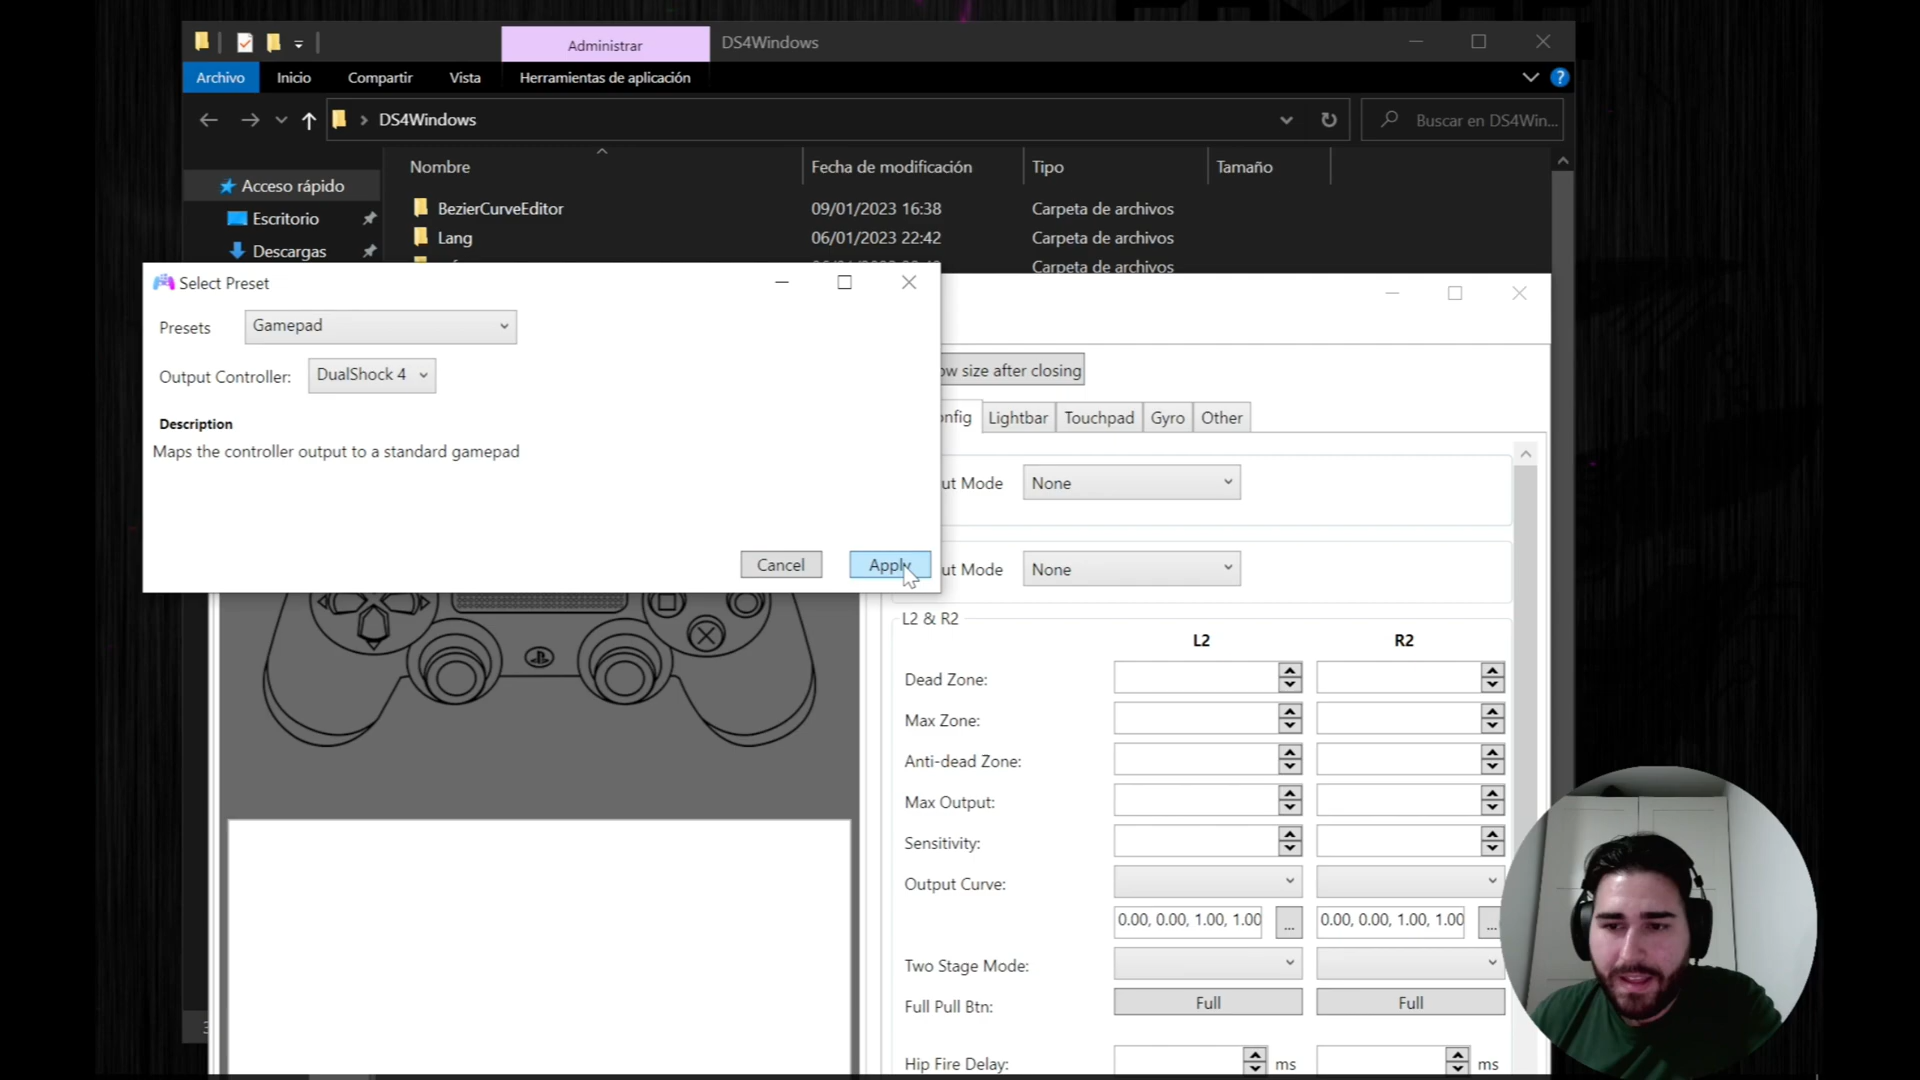 Administrar
DS4Windows
Archivo
Inicio
Compartir
Vista
Herramientas de aplicación
?
DS4Windows
Buscar en DS4Win...
Nombre
Fecha de modificación
Tipo
Tamaño
Acceso rápido
BezierCurveEditor
09/01/2023 16:38
Carpeta de archivos
Escritorio
Lang
06/01/2023 22:42
Carpeta de archivos
Descargas
Carpeta de archivos
Select Preset
Presets
Gamepad
Output Controller:
DualShock 4
Description
Maps the controller output to a standard gamepad
Cancel
Apply
ow size after closing
nfig
Lightbar
Touchpad
Gyro
Other
ut Mode
None
ut Mode
None
L2 & R2
L2
R2
Dead Zone:
Max Zone:
Anti-dead Zone:
Max Output:
Sensitivity:
Output Curve:
0.00, 0.00, 1.00, 1.00
...
0.00, 0.00, 1.00, 1.00
...
Two Stage Mode:
Full Pull Btn:
Full
Full
Hip Fire Delay:
ms
ms